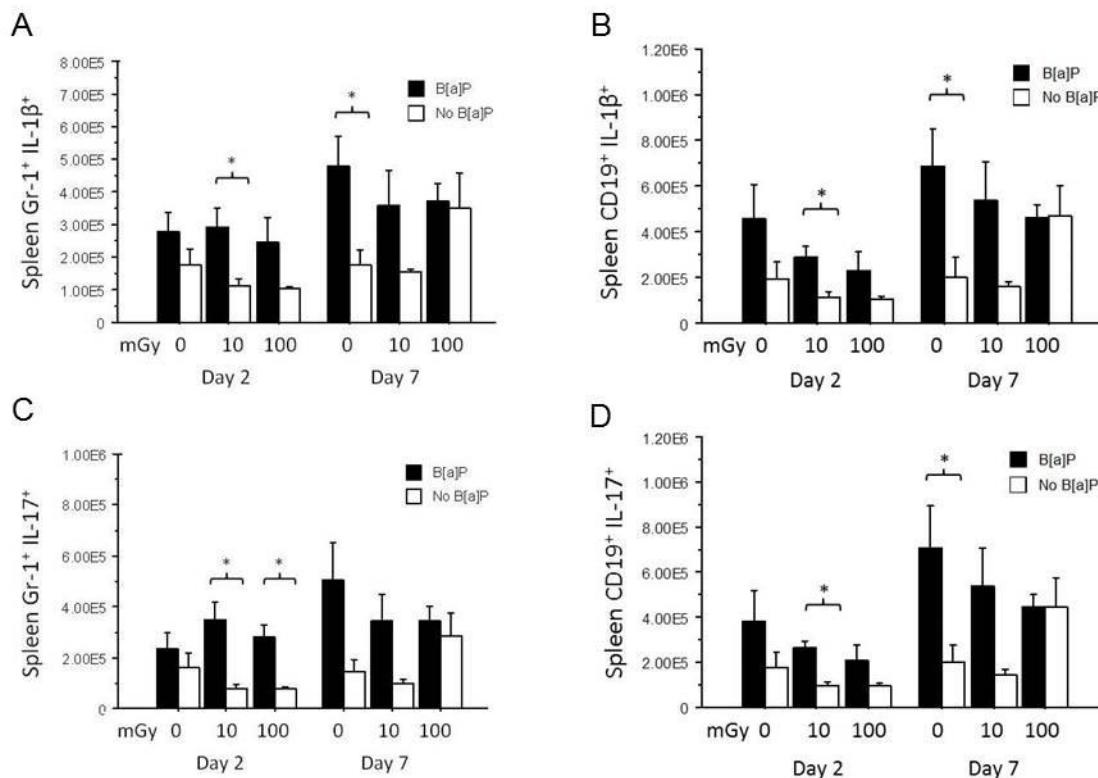 A
Spleen Gr-1⁺ IL-1β⁺
8.00E5
7.00E5
6.00E5
5.00E5
4.00E5
3.00E5
2.00E5
1.00E5
0
B[a]P
No B[a]P
*
*
mGy 0 10 100 0 10 100
Day 2 Day 7
B
Spleen CD19⁺ IL-1β⁺
1.20E6
1.00E6
8.00E5
6.00E5
4.00E5
2.00E5
0
B[a]P
No B[a]P
*
*
mGy 0 10 100 0 10 100
Day 2 Day 7
C
Spleen Gr-1⁺ IL-17⁺
1.00E6
8.00E5
6.00E5
4.00E5
2.00E5
0
B[a]P
No B[a]P
* *
mGy 0 10 100 0 10 100
Day 2 Day 7
D
Spleen CD19⁺ IL-17⁺
1.20E6
1.00E6
8.00E5
6.00E5
4.00E5
2.00E5
0
B[a]P
No B[a]P
*
*
mGy 0 10 100 0 10 100
Day 2 Day 7